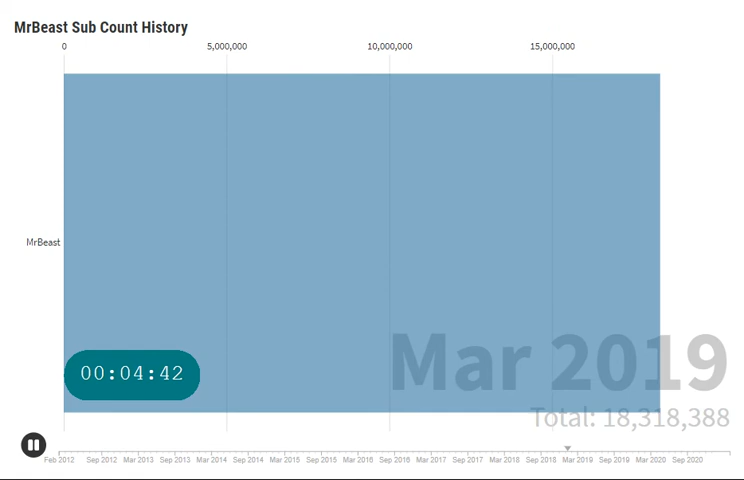 MrBeast Sub Count History
0 5,000,000 10,000,000 15,000,000
MrBeast
Mar 2019
00:04:42
Total: 18,318,388
Feb 2012 Sep 2012 Mar 2013 Sep 2013 Mar 2014 Sep 2014 Mar 2015 Sep 2015 Mar 2016 Sep 2016 Mar 2017 Sep 2017 Mar 2018 Sep 2018 Mar 2019 Sep 2019 Mar 2020 Sep 2020